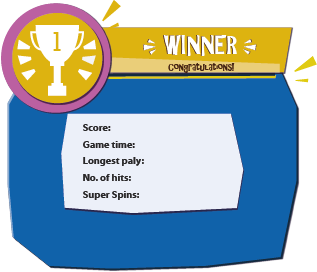 1
WINNER
CONGRATULATIONS!
Score:
Game time:
Longest paly:
No. of hits:
Super Spins: